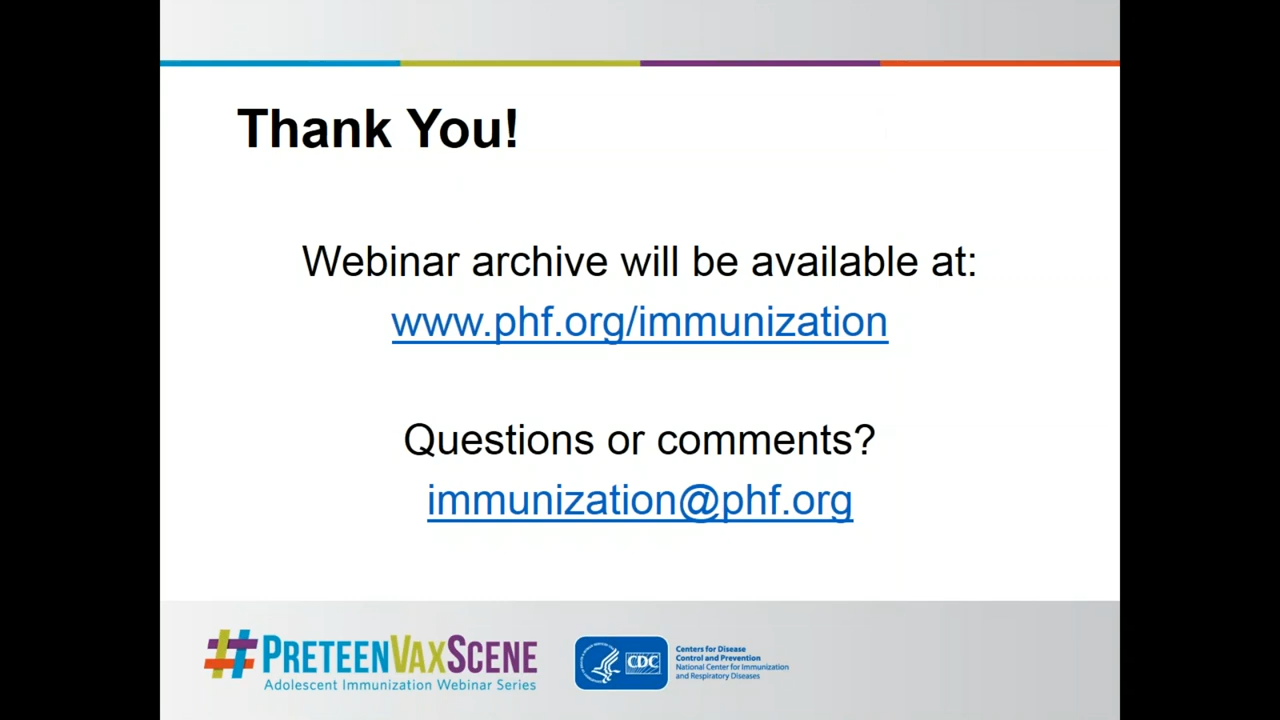 Thank You!
Webinar archive will be available at:
www.phf.org/immunization
Questions or comments?
immunization@phf.org
#PRETEENVAXSCENE
Adolescent Immunization Webinar Series
CDC
Centers for Disease
Control and Prevention
National Center for Immunization
and Respiratory Diseases